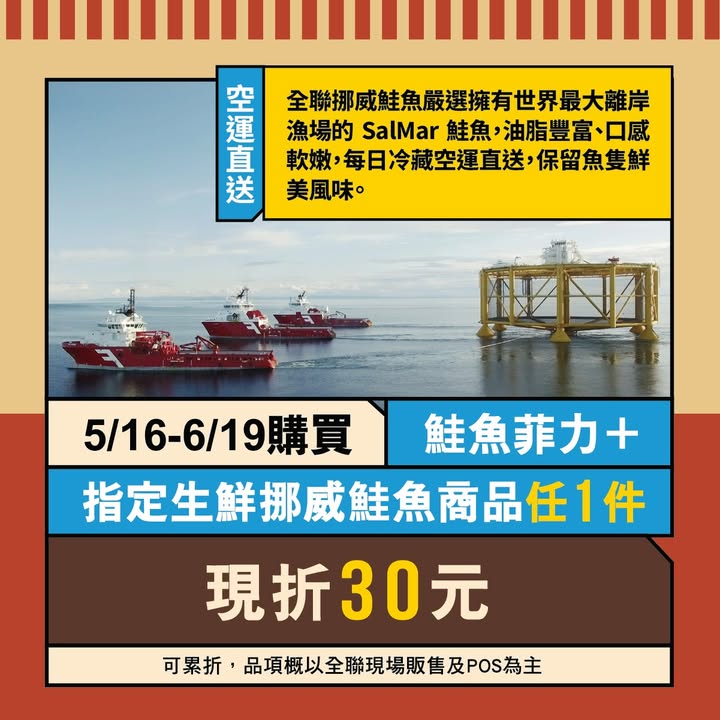 空運直送
全聯挪威鮭魚嚴選擁有世界最大離岸
漁場的 SalMar 鮭魚，油脂豐富、口感
軟嫩，每日冷藏空運直送，保留魚隻鮮
美風味。
5/16-6/19購買
鮭魚菲力＋
指定生鮮挪威鮭魚商品任1件
現折30元
可累折，品項概以全聯現場販售及POS為主